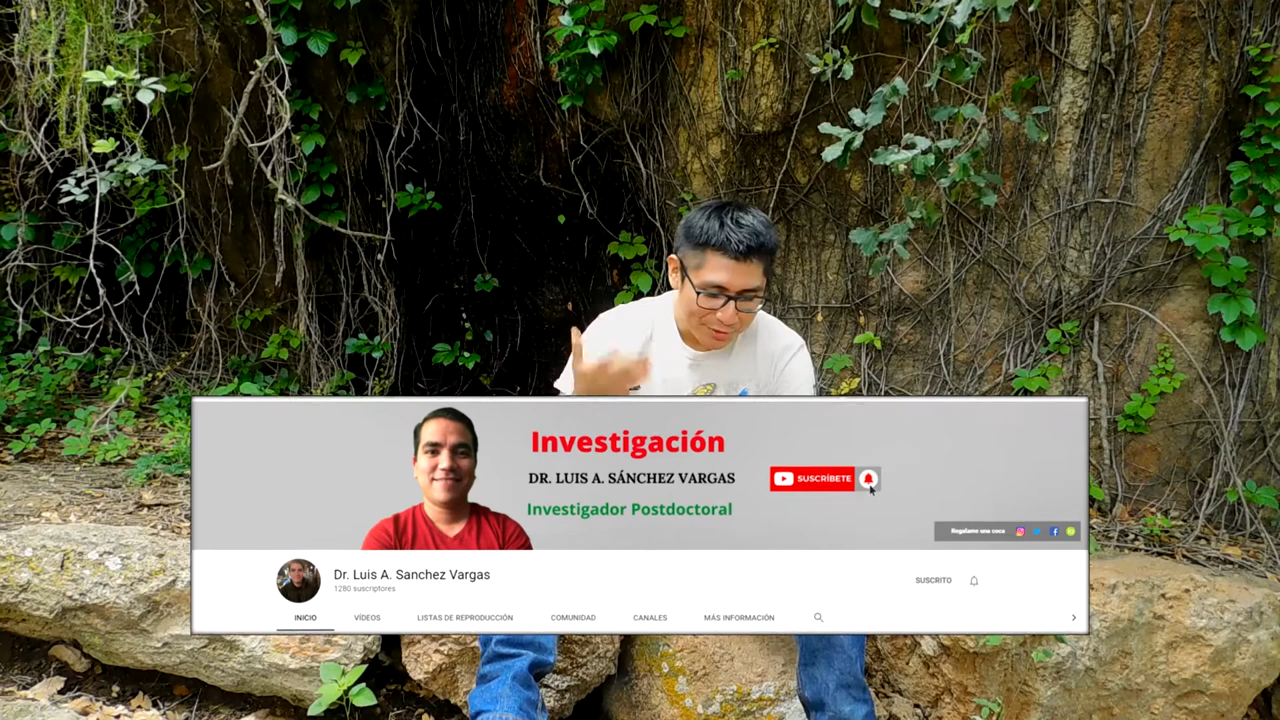 Investigación
DR. LUIS A. SÁNCHEZ VARGAS
SUSCRÍBETE
Investigador Postdoctoral
Regalame una coca
Dr. Luis A. Sanchez Vargas
1280 suscriptores
SUSCRITO
INICIO VÍDEOS LISTAS DE REPRODUCCIÓN COMUNIDAD CANALES MÁS INFORMACIÓN